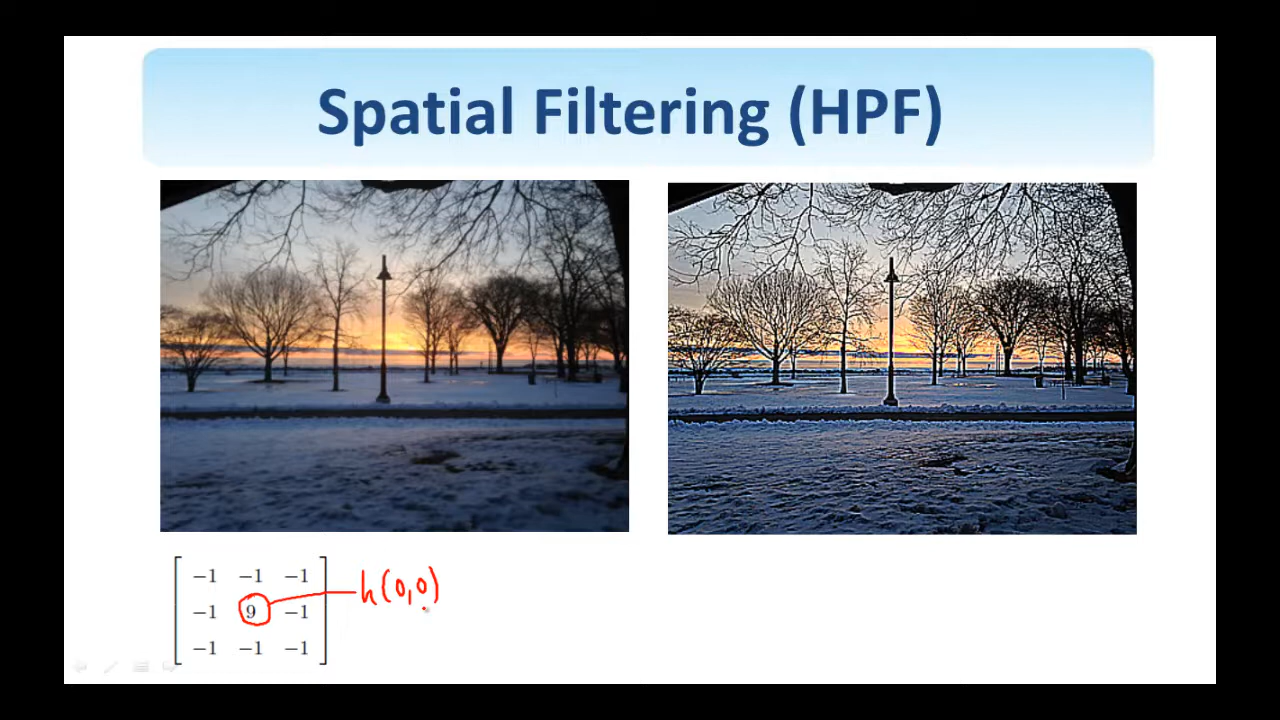 Spatial Filtering (HPF)
−1 −1 −1
−1 9 −1
−1 −1 −1
h(0,0)